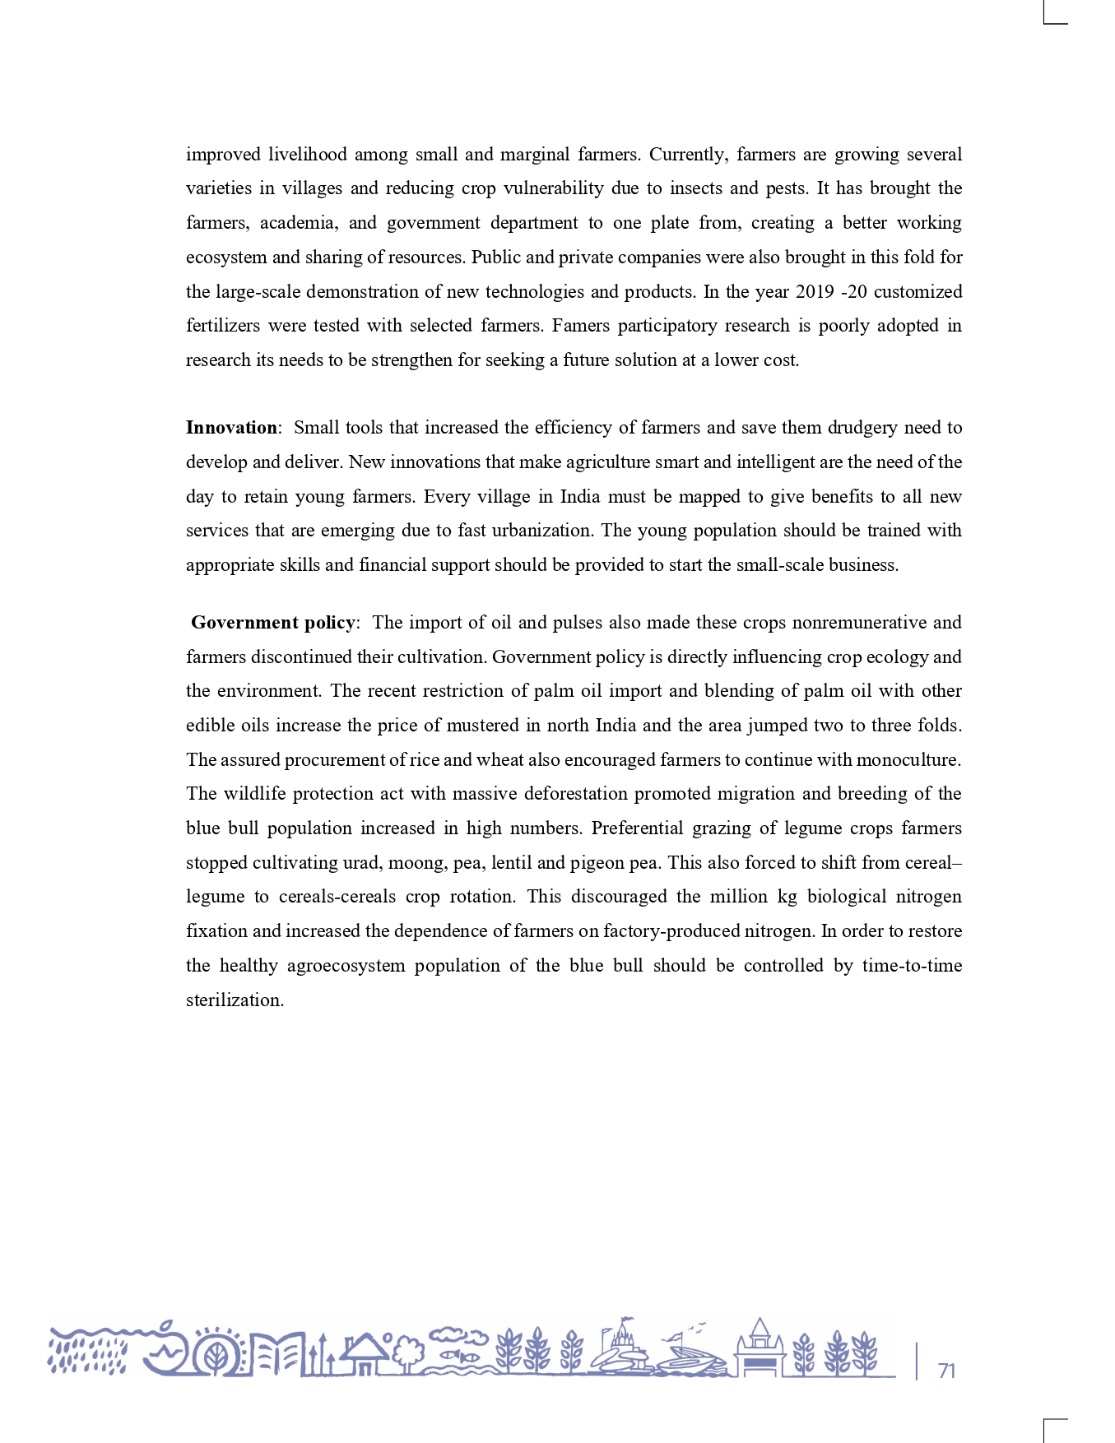 improved livelihood among small and marginal farmers. Currently, farmers are growing several
varieties in villages and reducing crop vulnerability due to insects and pests. It has brought the
farmers, academia, and government department to one plate from, creating a better working
ecosystem and sharing of resources. Public and private companies were also brought in this fold for
the large-scale demonstration of new technologies and products. In the year 2019 -20 customized
fertilizers were tested with selected farmers. Famers participatory research is poorly adopted in
research its needs to be strengthen for seeking a future solution at a lower cost.
Innovation: Small tools that increased the efficiency of farmers and save them drudgery need to
develop and deliver. New innovations that make agriculture smart and intelligent are the need of the
day to retain young farmers. Every village in India must be mapped to give benefits to all new
services that are emerging due to fast urbanization. The young population should be trained with
appropriate skills and financial support should be provided to start the small-scale business.
Government policy: The import of oil and pulses also made these crops nonremunerative and
farmers discontinued their cultivation. Government policy is directly influencing crop ecology and
the environment. The recent restriction of palm oil import and blending of palm oil with other
edible oils increase the price of mustered in north India and the area jumped two to three folds.
The assured procurement of rice and wheat also encouraged farmers to continue with monoculture.
The wildlife protection act with massive deforestation promoted migration and breeding of the
blue bull population increased in high numbers. Preferential grazing of legume crops farmers
stopped cultivating urad, moong, pea, lentil and pigeon pea. This also forced to shift from cereal–
legume to cereals-cereals crop rotation. This discouraged the million kg biological nitrogen
fixation and increased the dependence of farmers on factory-produced nitrogen. In order to restore
the healthy agroecosystem population of the blue bull should be controlled by time-to-time
sterilization.
71